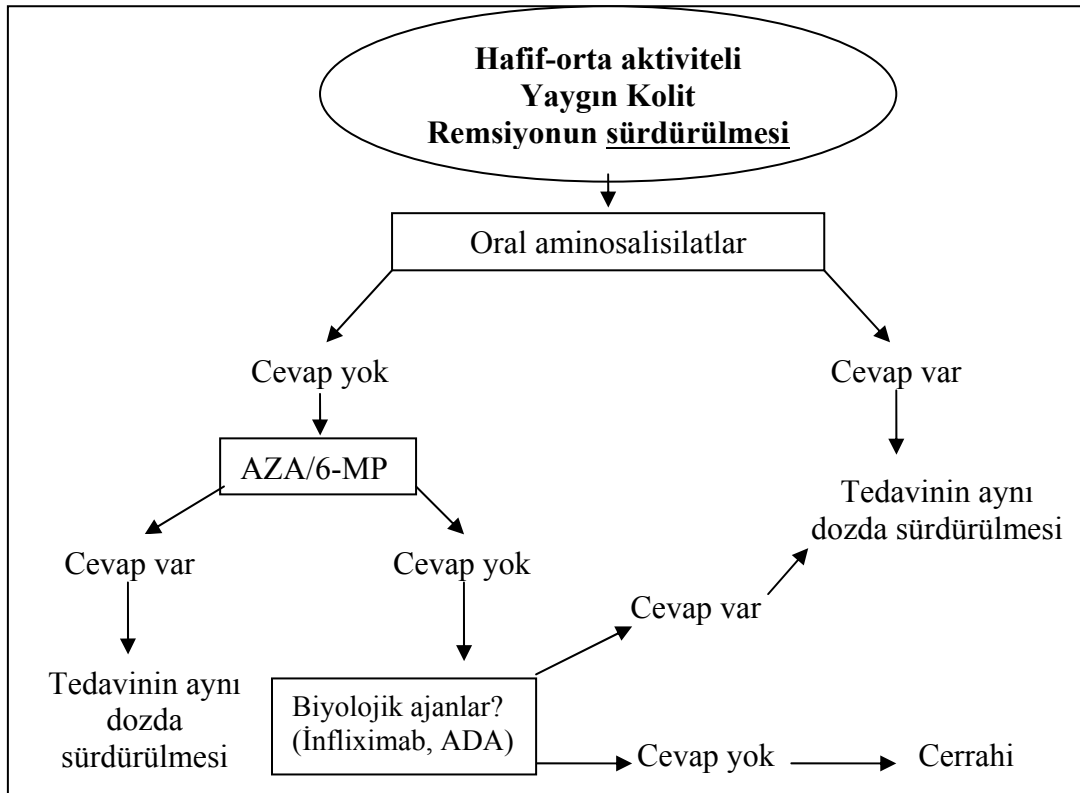 Hafif-orta aktiviteli
Yaygın Kolit
Remsiyonun sürdürülmesi
Oral aminosalisilatlar
Cevap yok
Cevap var
AZA/6-MP
Tedavinin aynı
dozda sürdürülmesi
Cevap var
Cevap yok
Cevap var
Tedavinin aynı
dozda
sürdürülmesi
Biyolojik ajanlar?
(İnfliximab, ADA)
Cevap yok
Cerrahi